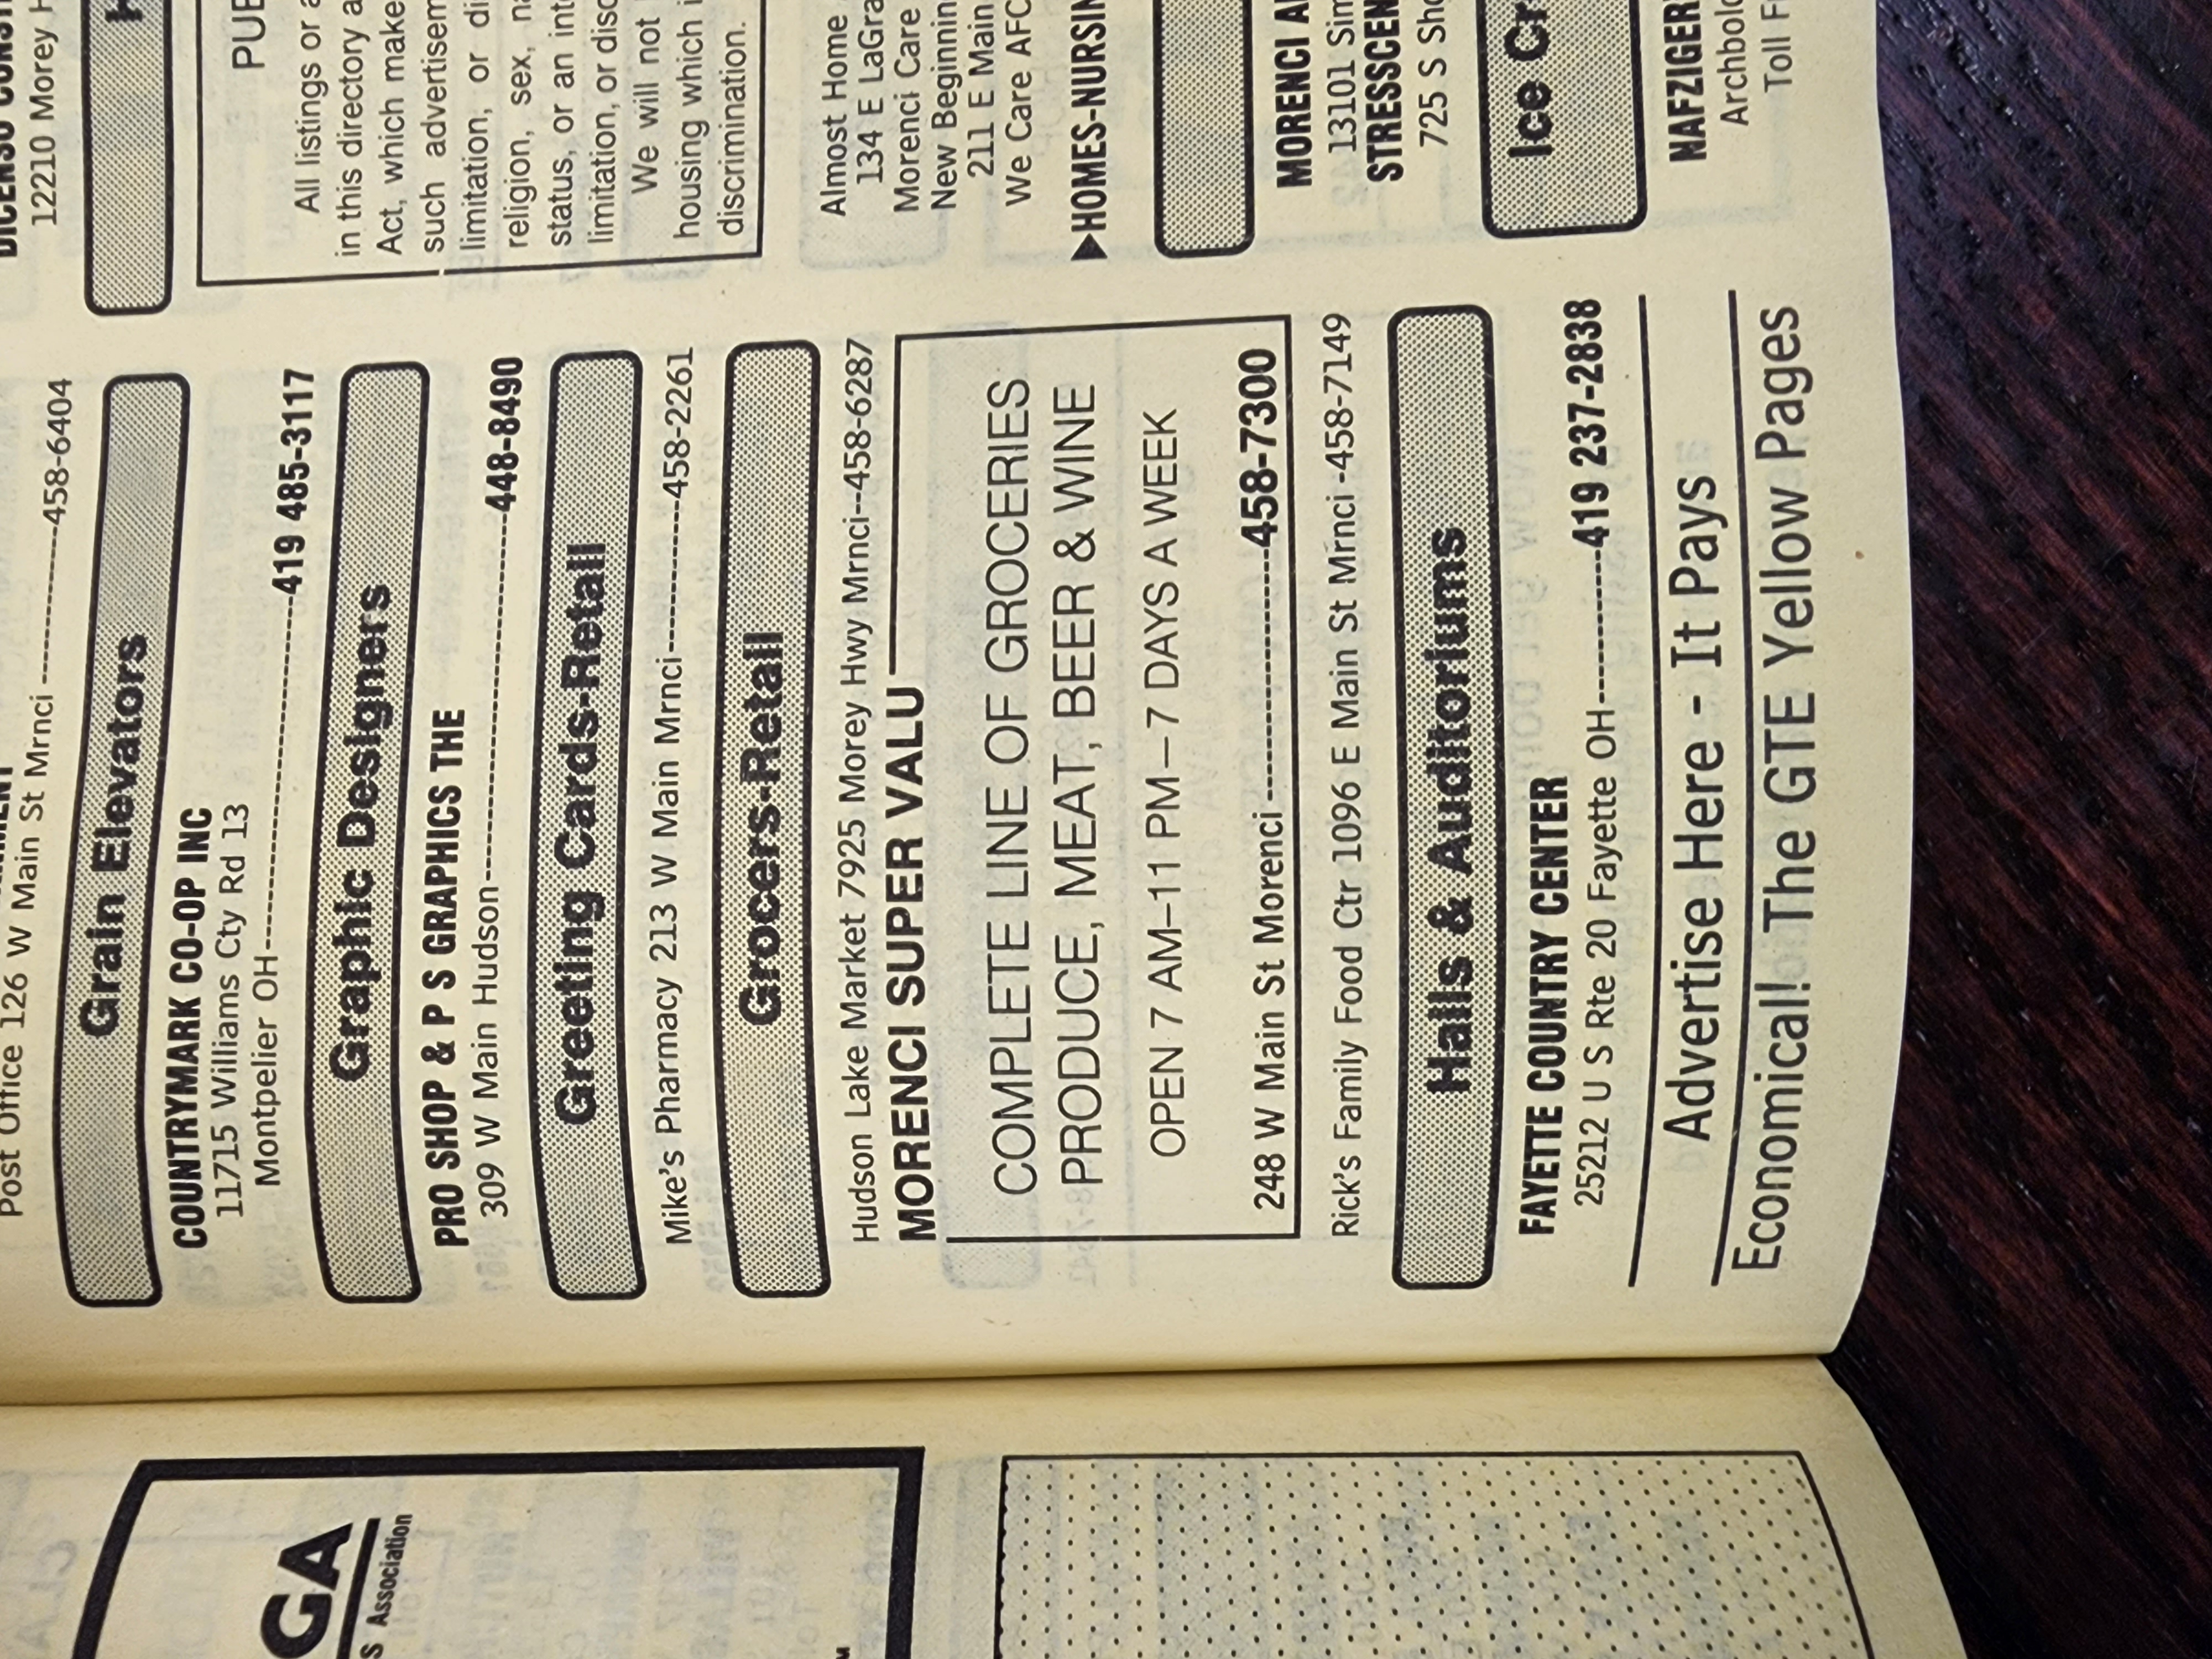 Post Office 126 W Main St Mrnci ----------458-6404
Grain Elevators
COUNTRYMARK CO-OP INC
11715 Williams Cty Rd 13
Montpelier OH--------------------419 485-3117
Graphic Designers
PRO SHOP & P S GRAPHICS THE
309 W Main Hudson--------------------448-8490
Greeting Cards-Retail
Mike's Pharmacy 213 W Main Mrnci----------458-2261
Grocers-Retail
Hudson Lake Market 7925 Morey Hwy Mrnci--458-6287
MORENCI SUPER VALU
COMPLETE LINE OF GROCERIES
PRODUCE, MEAT, BEER & WINE
OPEN 7 AM–11 PM–7 DAYS A WEEK
248 W Main St Morenci ---------------458-7300
Rick's Family Food Ctr 1096 E Main St Mrnci -458-7149
Halls & Auditoriums
FAYETTE COUNTRY CENTER
25212 U S Rte 20 Fayette OH----------419 237-2838
Advertise Here - It Pays
Economical! The GTE Yellow Pages
12210 Morey
All listings or
in this directory
Act, which make
such advertisem
limitation, or
religion, sex,
status, or an
limitation, or
We will not
housing which
discrimination.
Almost Home
134 E LaGra
Morenci Care
New Beginnin
211 E Main
We Care AFC
▶HOMES-NURSIN
MORENCI
13101 Sim
STRESSCEN
725 S Sho
Ice Cr
NAFZIGER
Archbold
Toll
GA
S Association